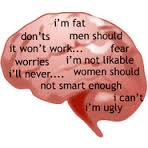 i'm fat
don'ts men should
it won't work... fear
worries i'm not likable
i'll never.... women should
not smart enough
i can't
i'm ugly